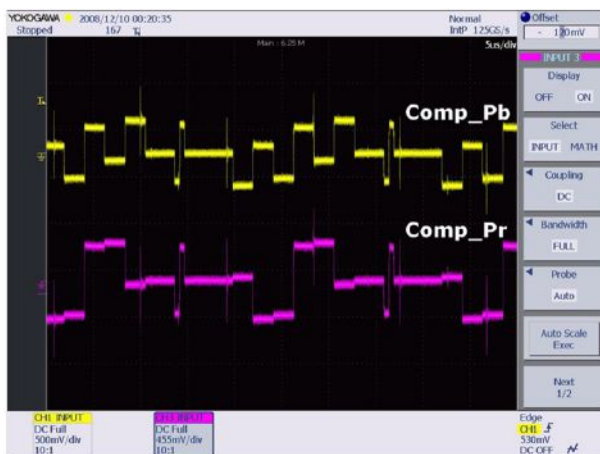 YOKOGAWA 2008/12/10 00:20:35
Stopped 167
Normal
IntP 125GS/s
Main : 6.25 M
5us/div
Comp_Pb
Comp_Pr
Offset
- 120mV
INPUT 3
Display
OFF ON
Select
INPUT MATH
Coupling
DC
Bandwidth
FULL
Probe
Auto
Auto Scale
Exec
Next
1/2
CH1 INPUT
DC Full
500mV/div
10:1
CH3 INPUT
DC Full
455mV/div
10:1
Edge
CH1
530mV
DC OFF